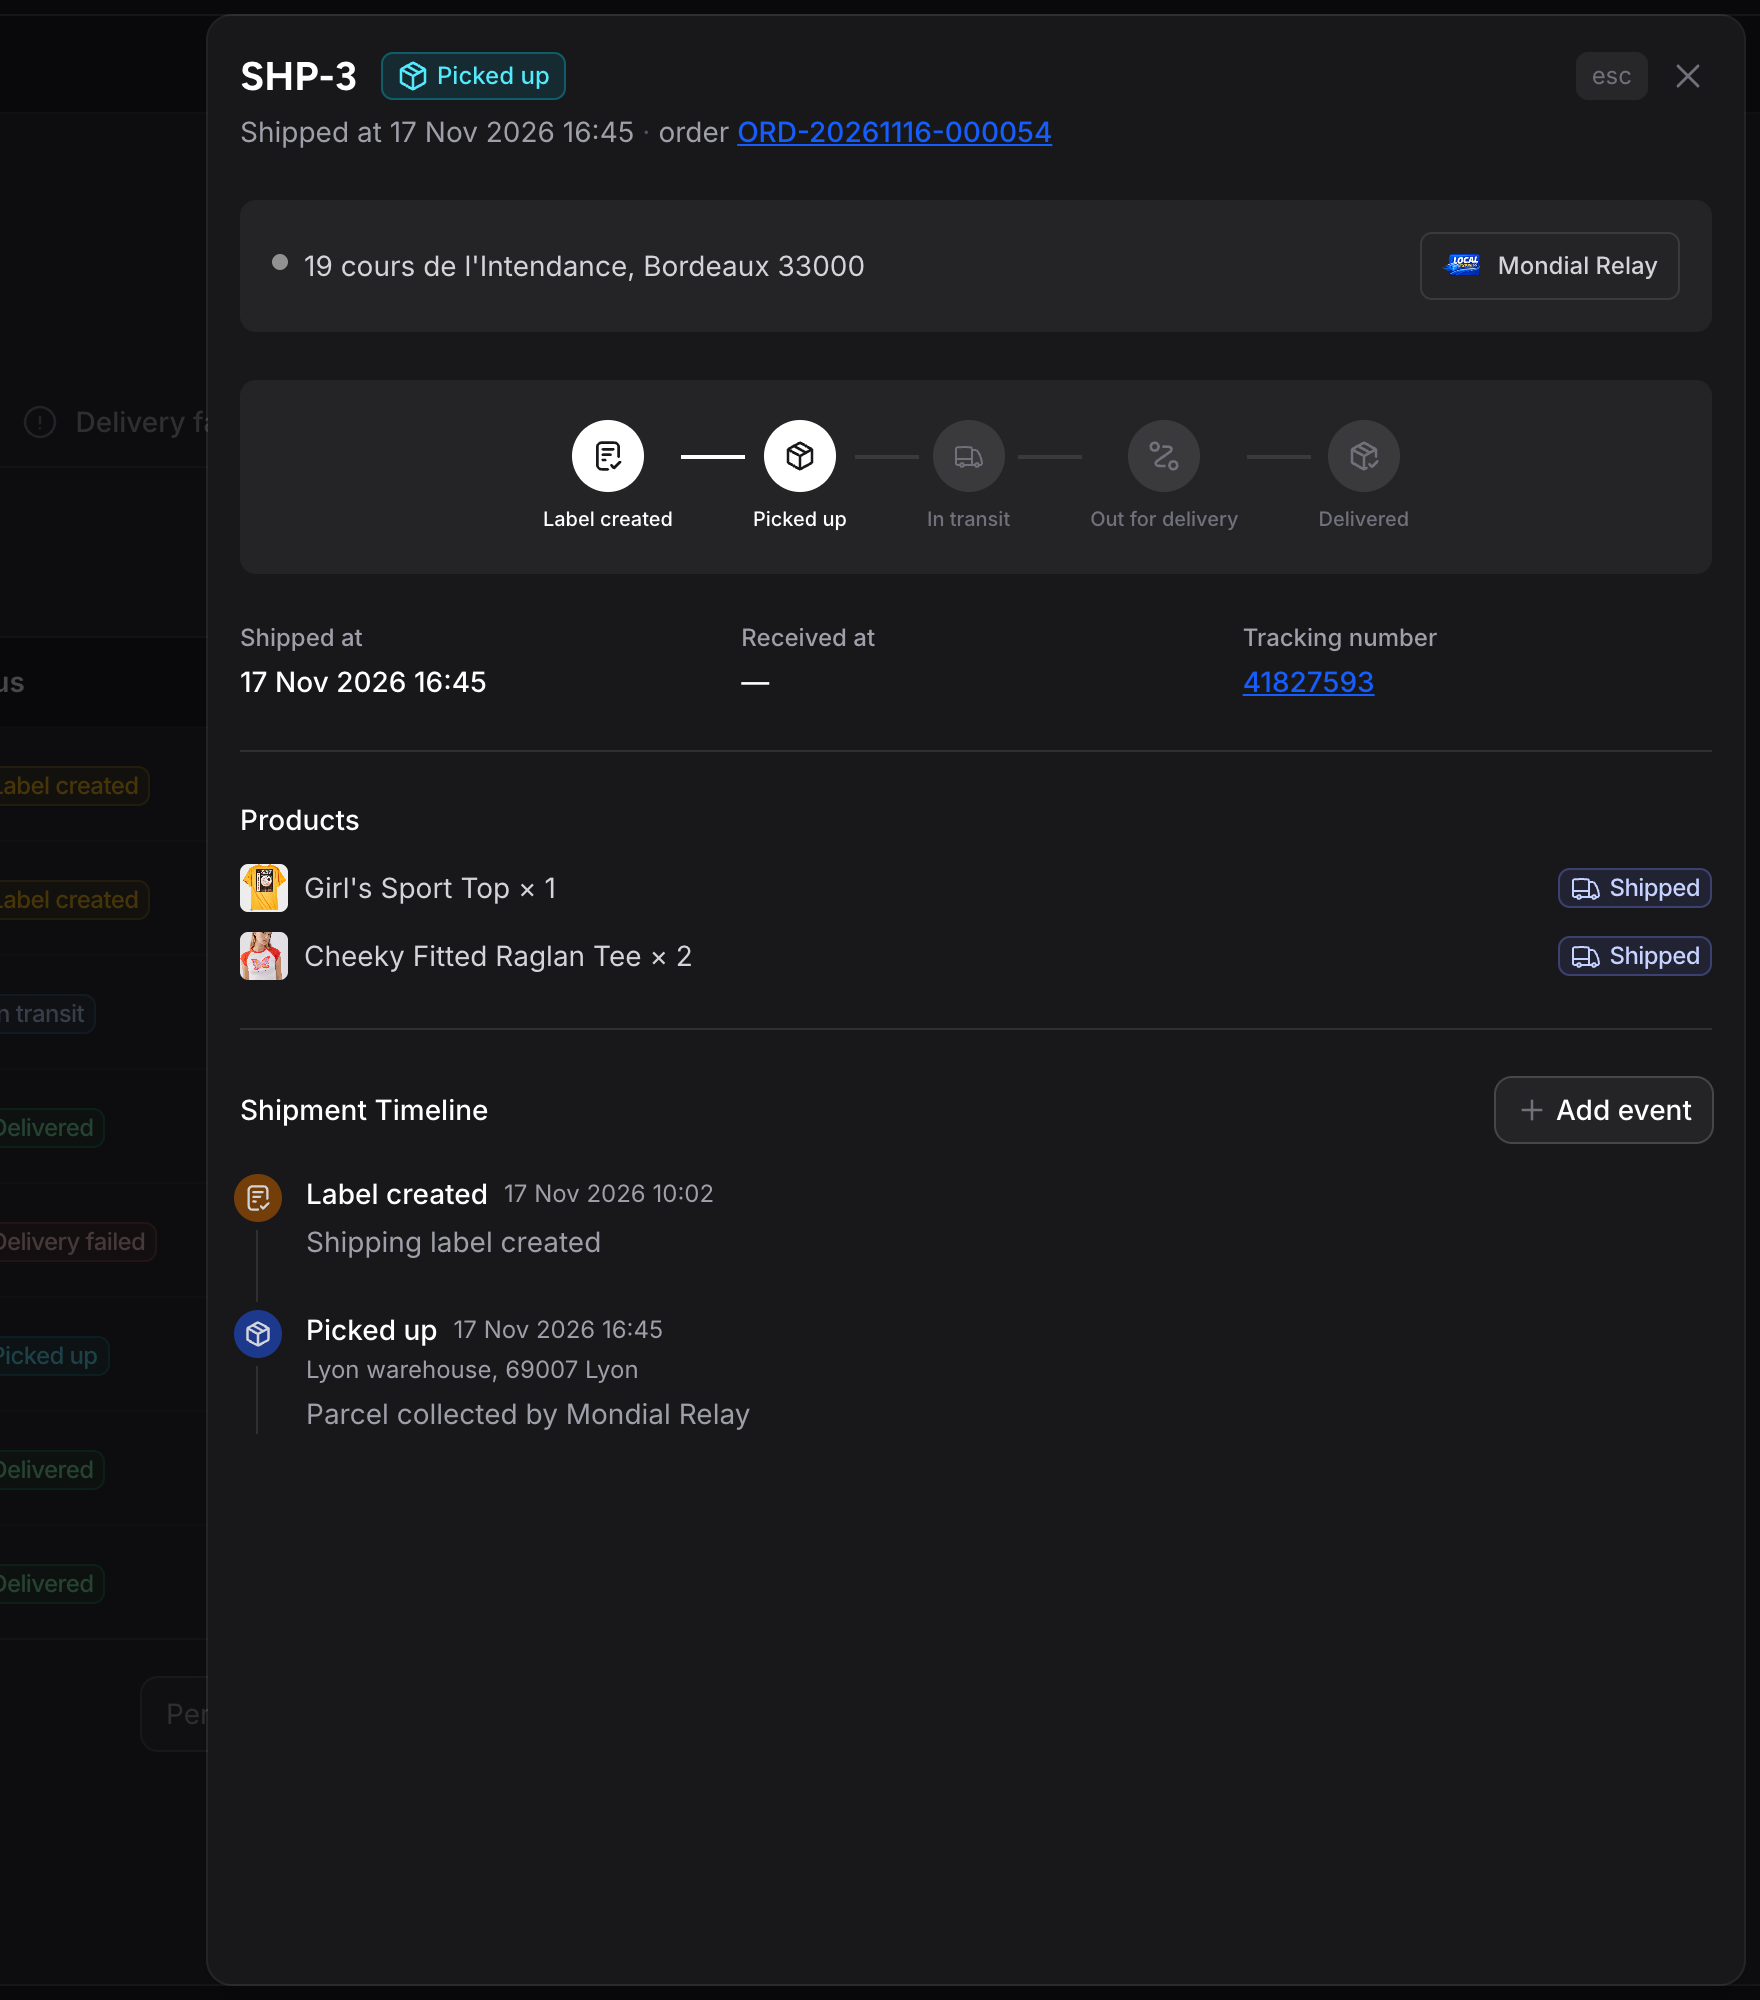 SHP-3
Picked up
esc
Shipped at 17 Nov 2026 16:45 · order ORD-20261116-000054
19 cours de l'Intendance, Bordeaux 33000
LOCAL
Mondial Relay
Label created
Picked up
In transit
Out for delivery
Delivered
Shipped at
Received at
Tracking number
17 Nov 2026 16:45
—
41827593
Products
Girl's Sport Top × 1
Shipped
Cheeky Fitted Raglan Tee × 2
Shipped
Shipment Timeline
Add event
Label created 17 Nov 2026 10:02
Shipping label created
Picked up 17 Nov 2026 16:45
Lyon warehouse, 69007 Lyon
Parcel collected by Mondial Relay
Delivery
Label created
Label created
In transit
Delivered
Delivery failed
Picked up
Delivered
Delivered